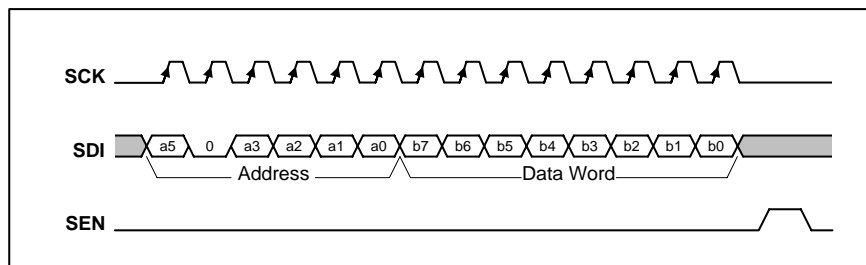 SCK
SDI a5 0 a3 a2 a1 a0 b7 b6 b5 b4 b3 b2 b1 b0
Address Data Word
SEN